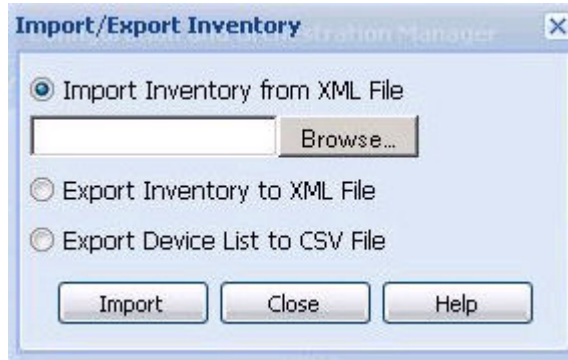 Import/Export Inventory
Import Inventory from XML File
Browse...
Export Inventory to XML File
Export Device List to CSV File
Import Close Help